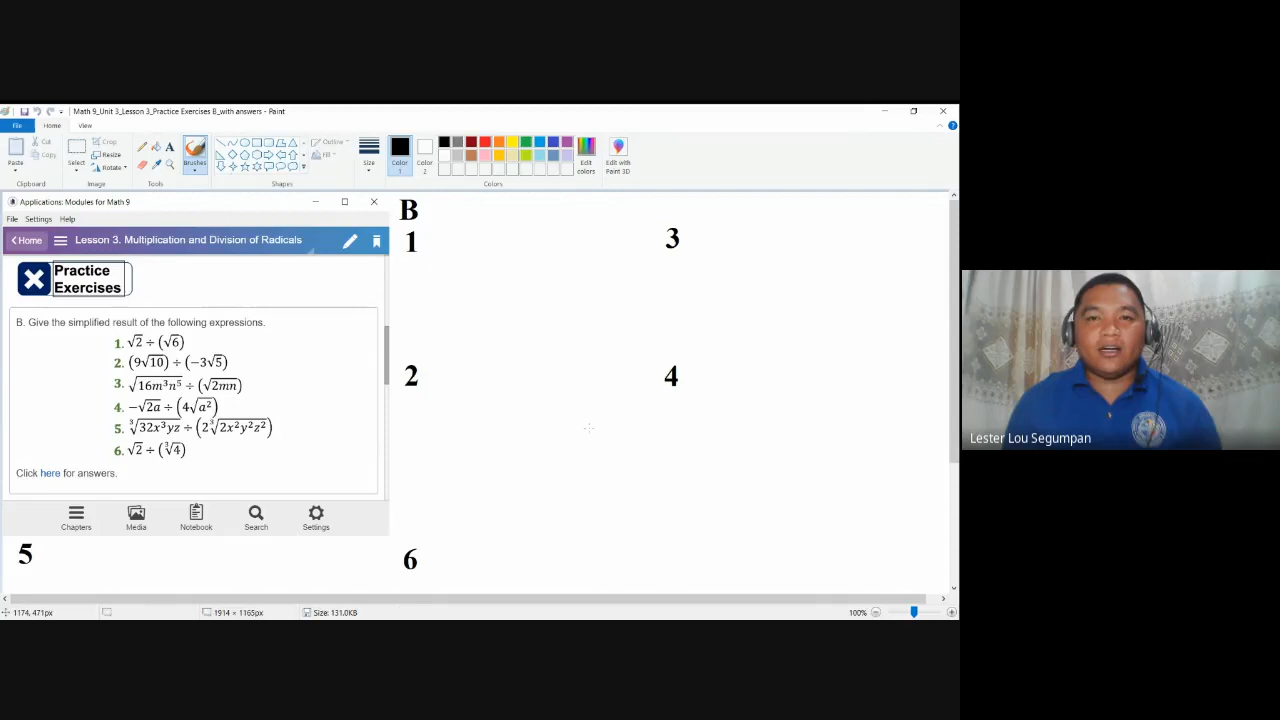 Math 9_Unit 3_Lesson 3_Practice Exercises B_with answers - Paint
File Home View
Paste
Cut
Copy
Clipboard
Select
Crop
Resize
Rotate
Image
Tools
Brushes
Shapes
Outline
Fill
Size
Color 1
Color 2
Colors
Edit colors
Edit with Paint 3D
Applications: Modules for Math 9
File Settings Help
Home
Lesson 3. Multiplication and Division of Radicals
Practice
Exercises
B. Give the simplified result of the following expressions.
1. √2 ÷ (√6)
2. (9√10) ÷ (−3√5)
3. √16m³n⁵ ÷ (√2mn)
4. −√2a ÷ (4√a²)
5. ∛32x³yz ÷ (2∛2x²y²z²)
6. √2 ÷ (∛4)
Click here for answers.
Chapters Media Notebook Search Settings
B
1
3
2
4
5
6
1174, 471px
1914 × 1165px
Size: 131.0KB
100%
Lester Lou Segumpan